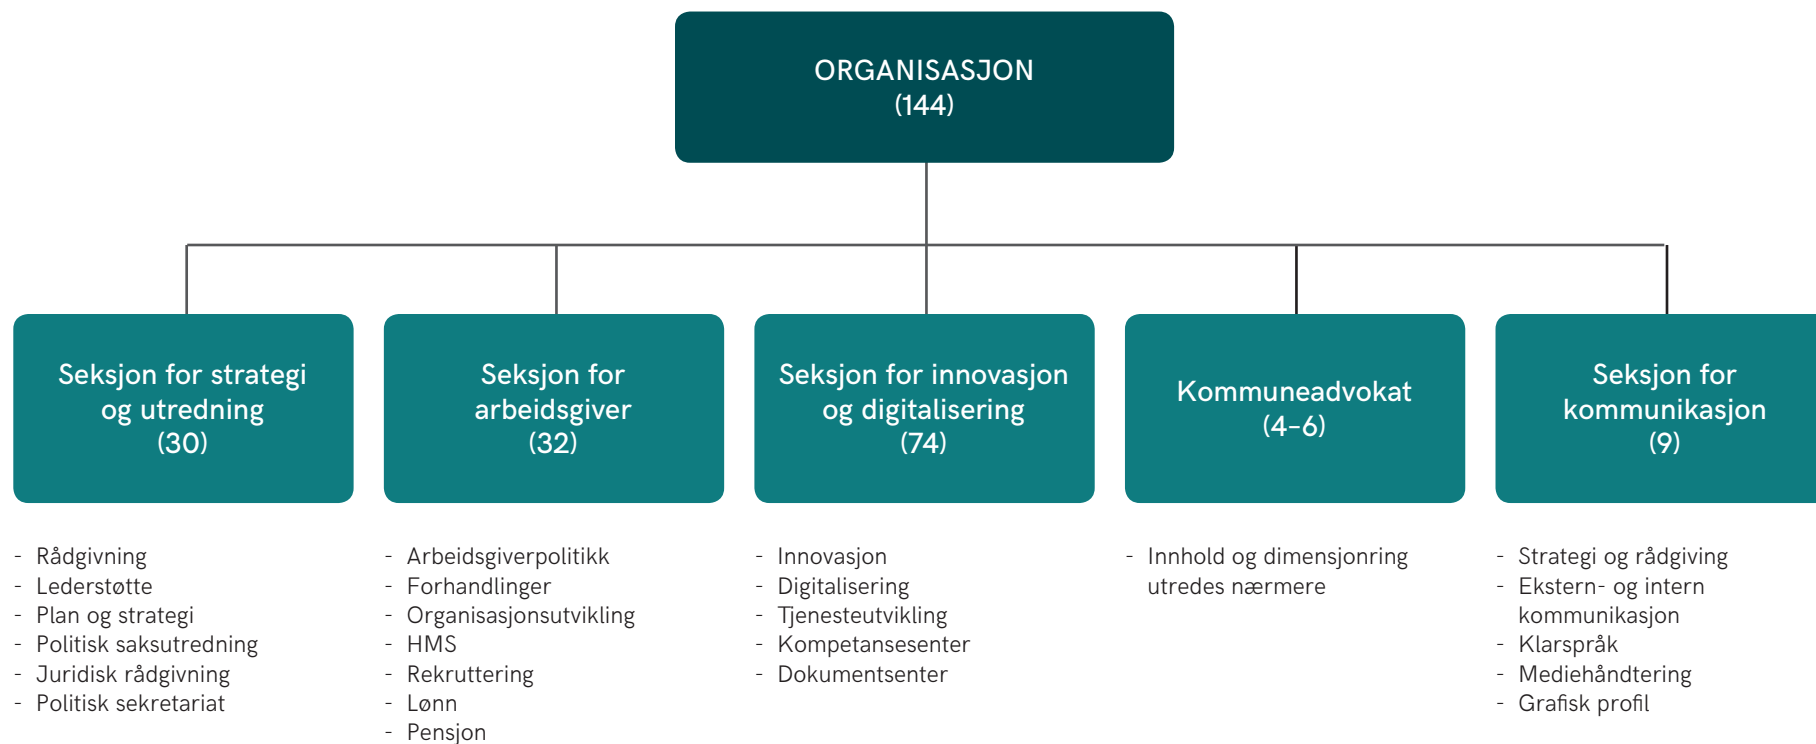 ORGANISASJON
(144)
Seksjon for strategi
og utredning
(30)
Seksjon for
arbeidsgiver
(32)
Seksjon for innovasjon
og digitalisering
(74)
Kommuneadvokat
(4–6)
Seksjon for
kommunikasjon
(9)
- Rådgivning
- Lederstøtte
- Plan og strategi
- Politisk saksutredning
- Juridisk rådgivning
- Politisk sekretariat
- Arbeidsgiverpolitikk
- Forhandlinger
- Organisasjonsutvikling
- HMS
- Rekruttering
- Lønn
- Pensjon
- Innovasjon
- Digitalisering
- Tjenesteutvikling
- Kompetansesenter
- Dokumentsenter
- Innhold og dimensjonring
utredes nærmere
- Strategi og rådgiving
- Ekstern- og intern
kommunikasjon
- Klarspråk
- Mediehåndtering
- Grafisk profil